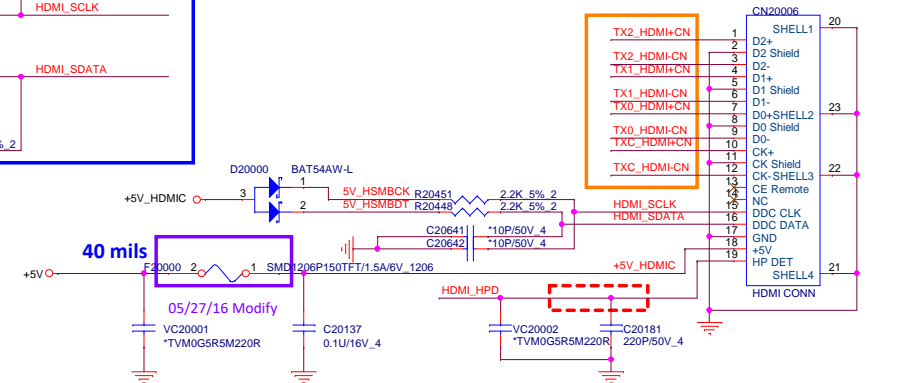 HDMI_SCLK
HDMI_SDATA
%_2
CN20006
SHELL1 20
TX2_HDMI+CN 1 D2+
2 D2 Shield
TX2_HDMI-CN 3 D2-
TX1_HDMI+CN 4 D1+
5 D1 Shield
TX1_HDMI-CN 6 D1-
TX0_HDMI+CN 7 D0+ SHELL2 23
8 D0 Shield
TX0_HDMI-CN 9 D0-
TXC_HDMI+CN 10 CK+
11 CK Shield
TXC_HDMI-CN 12 CK- SHELL3 22
13 CE Remote
14 NC
HDMI_SCLK 15 DDC CLK
HDMI_SDATA 16 DDC DATA
17 GND
+5V_HDMIC 18 +5V
19 HP DET
SHELL4 21
HDMI CONN
D20000 BAT54AW-L
+5V_HDMIC 3 1 5V_HSMBCK R20451 2.2K_5%_2
2 5V_HSMBDT R20448 2.2K_5%_2
C20641 *10P/50V_4
C20642 *10P/50V_4
40 mils
+5V F20000 2 1 SMD1206P150TFT/1.5A/6V_1206
05/27/16 Modify
HDMI_HPD
VC20001
*TVM0G5R5M220R
C20137
0.1U/16V_4
VC20002
*TVM0G5R5M220R
C20181
220P/50V_4